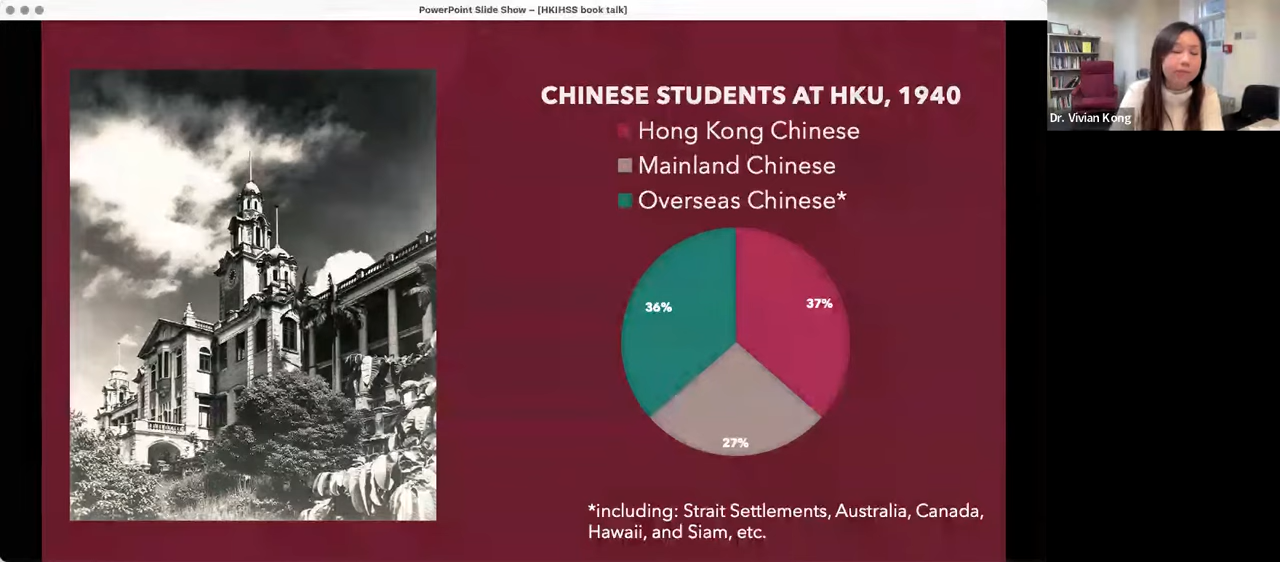 PowerPoint Slide Show – [HKIHSS book talk]
CHINESE STUDENTS AT HKU, 1940
Hong Kong Chinese
Mainland Chinese
Overseas Chinese*
36%
37%
27%
*including: Strait Settlements, Australia, Canada,
Hawaii, and Siam, etc.
Dr. Vivian Kong